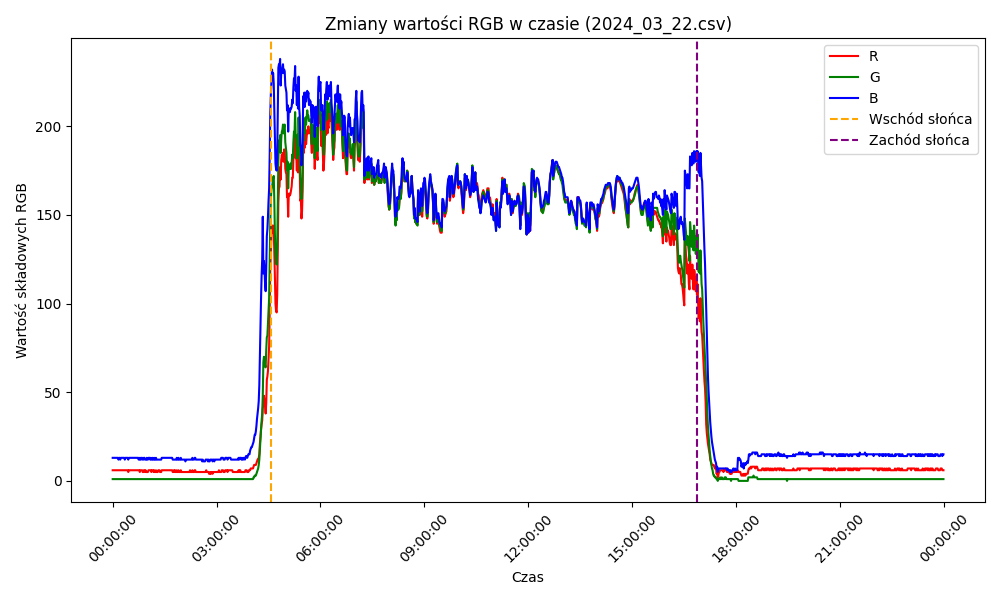 Zmiany wartości RGB w czasie (2024_03_22.csv)
R
G
B
Wschód słońca
Zachód słońca
Wartość składowych RGB
200
150
100
50
0
00:00:00
03:00:00
06:00:00
09:00:00
12:00:00
15:00:00
18:00:00
21:00:00
00:00:00
Czas